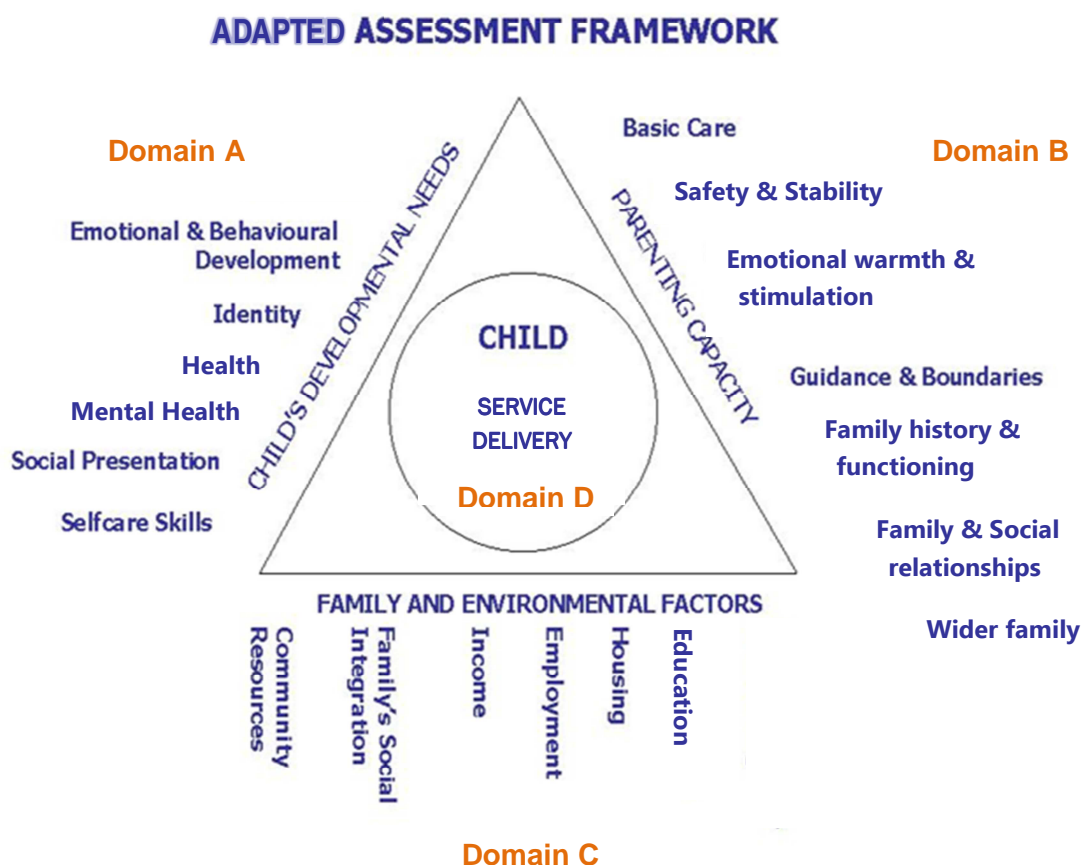 ADAPTED ASSESSMENT FRAMEWORK
Domain A
CHILD'S DEVELOPMENTAL NEEDS
Emotional & Behavioural
Development
Identity
Health
Mental Health
Social Presentation
Selfcare Skills
Domain B
PARENTING CAPACITY
Basic Care
Safety & Stability
Emotional warmth &
stimulation
Guidance & Boundaries
Family history &
functioning
Family & Social
relationships
Wider family
CHILD
SERVICE
DELIVERY
Domain D
FAMILY AND ENVIRONMENTAL FACTORS
Community
Resources
Family's Social
Integration
Income
Employment
Housing
Education
Domain C